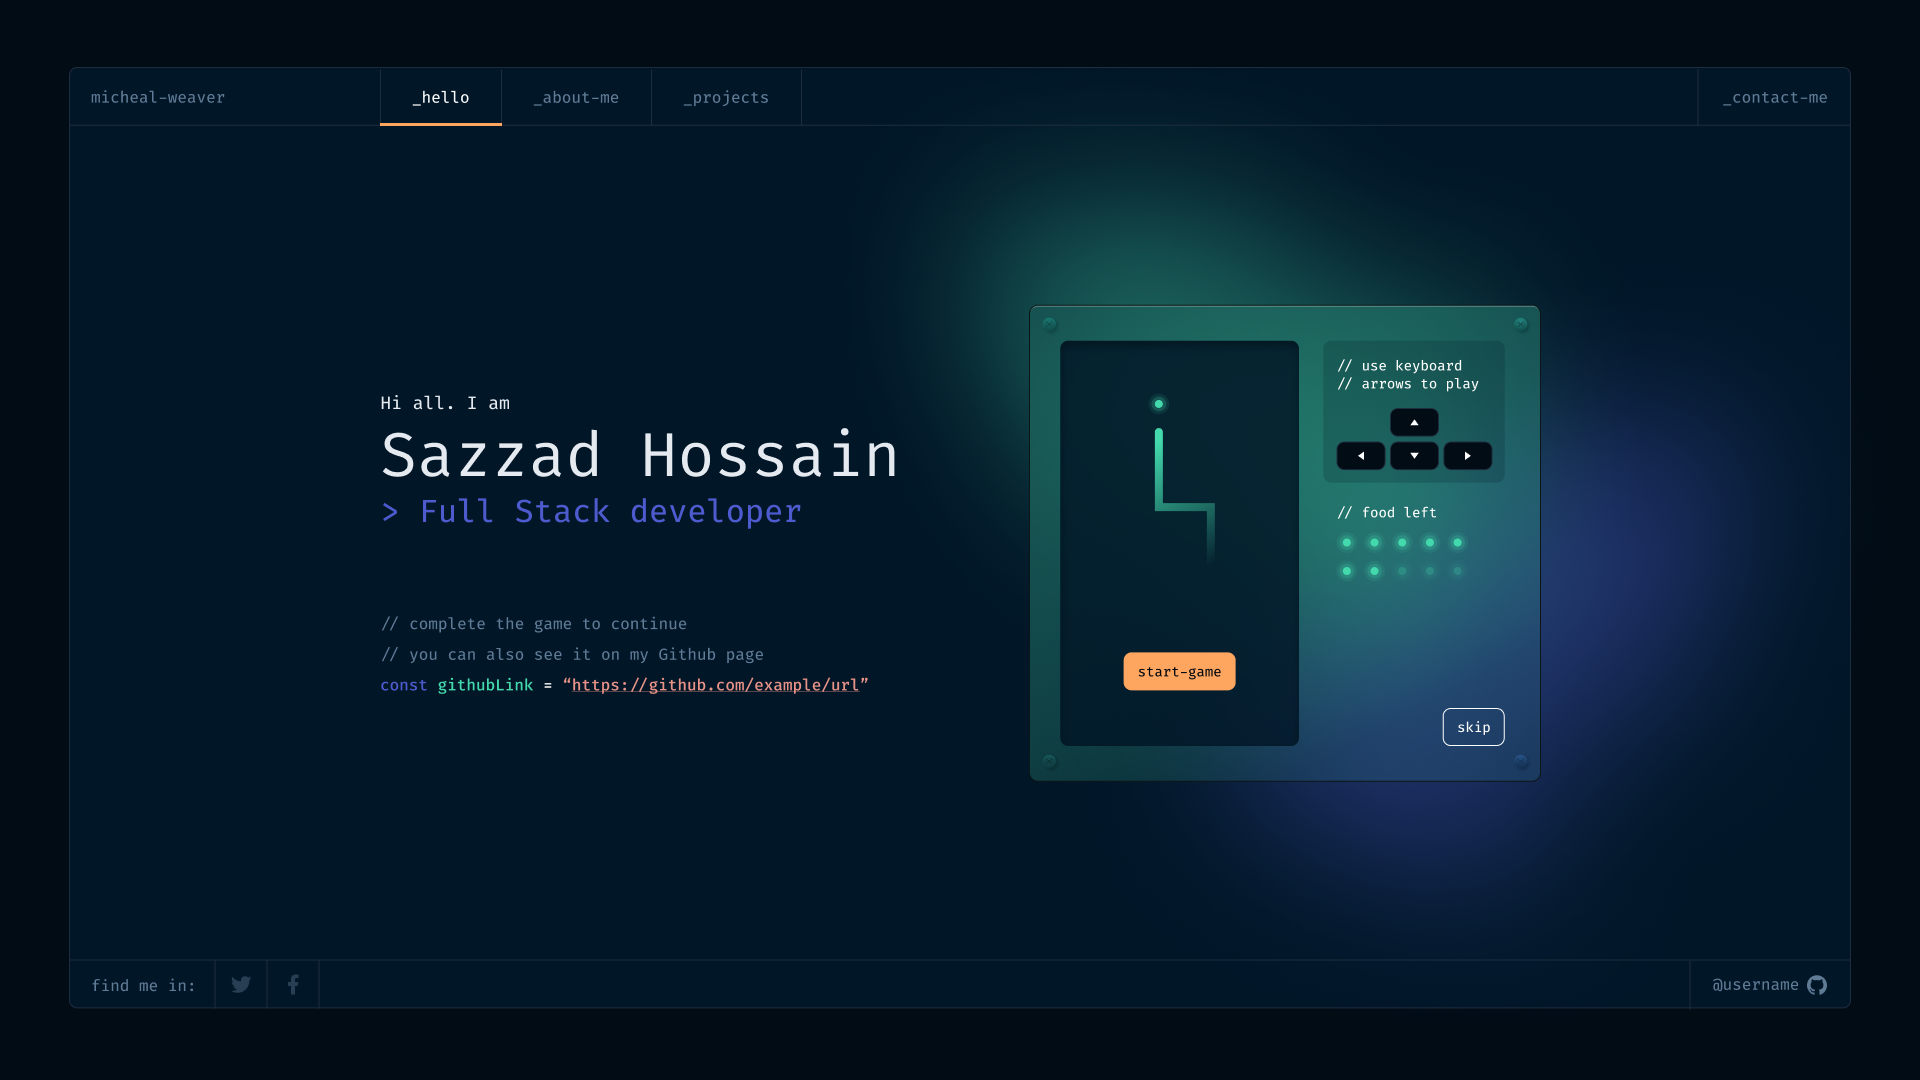 micheal-weaver
_hello
_about-me
_projects
_contact-me
Hi all. I am
Sazzad Hossain
> Full Stack developer
// complete the game to continue
// you can also see it on my Github page
const githubLink = “https://github.com/example/url”
start-game
// use keyboard
// arrows to play
// food left
skip
find me in:
@username